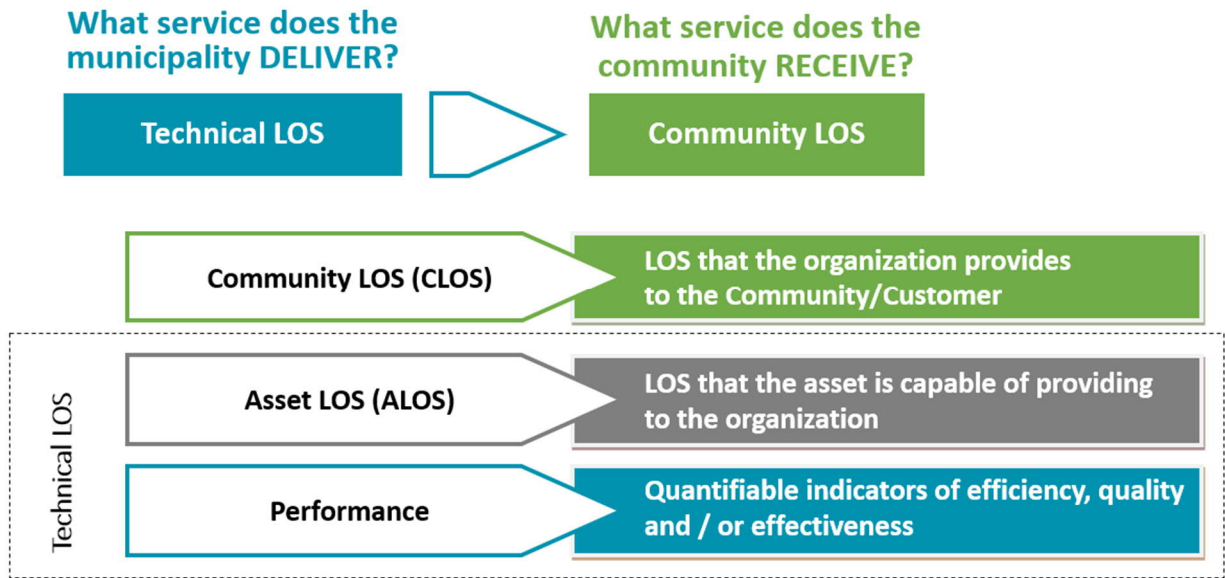 What service does the
municipality DELIVER?
What service does the
community RECEIVE?
Technical LOS
Community LOS
Community LOS (CLOS)
LOS that the organization provides
to the Community/Customer
Technical LOS
Asset LOS (ALOS)
LOS that the asset is capable of providing
to the organization
Performance
Quantifiable indicators of efficiency, quality
and / or effectiveness